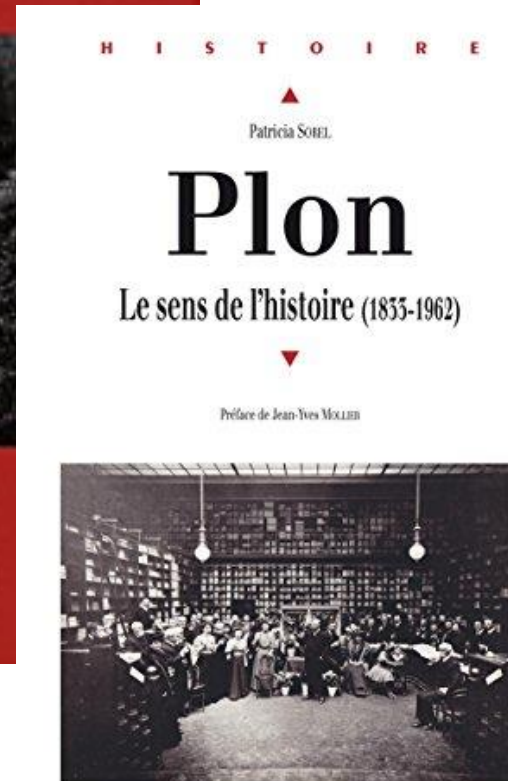 HISTOIRE
Patricia SOREL
Plon
Le sens de l'histoire (1833-1962)
Préface de Jean-Yves MOLLIER